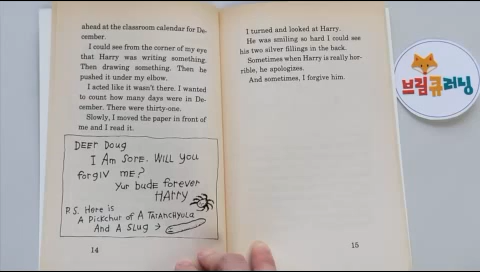 ahead at the classroom calendar for De-
cember.
I could see from the corner of my eye
that Harry was writing something.
Then drawing something. Then he
pushed it under my elbow.
I acted like it wasn't there. I wanted
to count how many days were in De-
cember. There were thirty-one.
Slowly, I moved the paper in front of
me and I read it.
DEEr Doug
I Am SorE. WILL you
forgiV mE?
Yur bude forever
HArry
P.S. HErE is
A PickchUr of A TArANchyulA
And A SLUg →
14
I turned and looked at Harry.
He was smiling so hard I could see
his two silver fillings in the back.
Sometimes when Harry is really hor-
rible, he apologizes.
And sometimes, I forgive him.
15
브림큐러닝